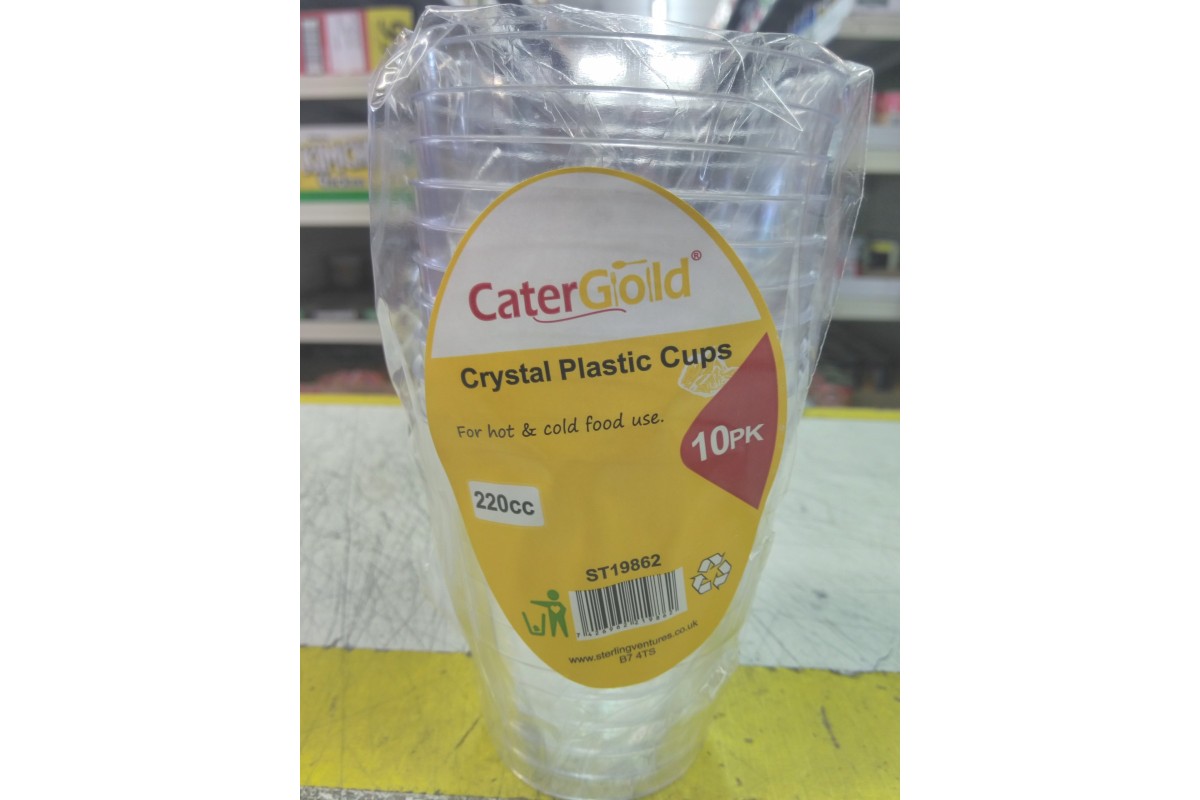 CaterGold®
Crystal Plastic Cups
For hot & cold food use.
10PK
220cc
ST19862
www.sterlingventures.co.uk
B7 4TS